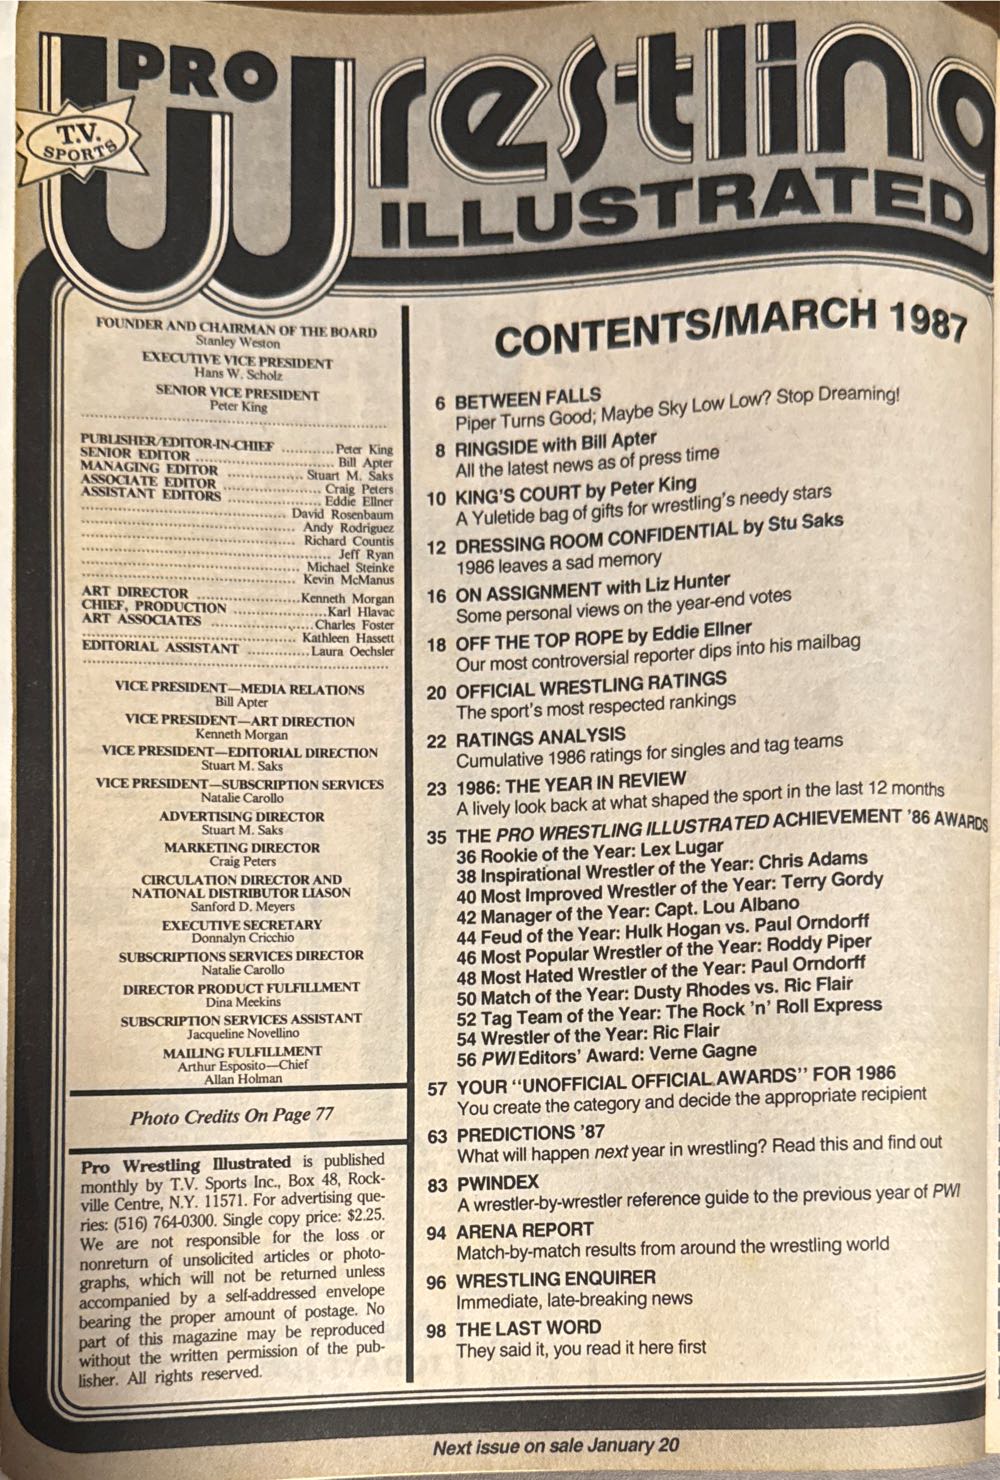 PRO
Wrestling
T.V.
SPORTS
ILLUSTRATED
FOUNDER AND CHAIRMAN OF THE BOARD
Stanley Weston
EXECUTIVE VICE PRESIDENT
Hans W. Scholz
SENIOR VICE PRESIDENT
Peter King
PUBLISHER/EDITOR-IN-CHIEF ............Peter King
SENIOR EDITOR ................................Bill Apter
MANAGING EDITOR ................Stuart M. Saks
ASSOCIATE EDITOR .......................Craig Peters
ASSISTANT EDITORS ....................Eddie Ellner
............................................David Rosenbaum
..............................................Andy Rodriguez
..............................................Richard Countis
....................................................Jeff Ryan
..............................................Michael Steinke
..............................................Kevin McManus
ART DIRECTOR ..........................Kenneth Morgan
CHIEF, PRODUCTION .........................Karl Hlavac
ART ASSOCIATES .........................Charles Foster
..............................................Kathleen Hassett
EDITORIAL ASSISTANT .............Laura Oechsler
VICE PRESIDENT—MEDIA RELATIONS
Bill Apter
VICE PRESIDENT—ART DIRECTION
Kenneth Morgan
VICE PRESIDENT—EDITORIAL DIRECTION
Stuart M. Saks
VICE PRESIDENT—SUBSCRIPTION SERVICES
Natalie Carollo
ADVERTISING DIRECTOR
Stuart M. Saks
MARKETING DIRECTOR
Craig Peters
CIRCULATION DIRECTOR AND
NATIONAL DISTRIBUTOR LIASON
Sanford D. Meyers
EXECUTIVE SECRETARY
Donnalyn Cricchio
SUBSCRIPTIONS SERVICES DIRECTOR
Natalie Carollo
DIRECTOR PRODUCT FULFILLMENT
Dina Meekins
SUBSCRIPTION SERVICES ASSISTANT
Jacqueline Novellino
MAILING FULFILLMENT
Arthur Esposito—Chief
Allan Holman
Photo Credits On Page 77
Pro Wrestling Illustrated is published
monthly by T.V. Sports Inc., Box 48, Rock-
ville Centre, N.Y. 11571. For advertising que-
ries: (516) 764-0300. Single copy price: $2.25.
We are not responsible for the loss or
nonreturn of unsolicited articles or photo-
graphs, which will not be returned unless
accompanied by a self-addressed envelope
bearing the proper amount of postage. No
part of this magazine may be reproduced
without the written permission of the pub-
lisher. All rights reserved.
CONTENTS/MARCH 1987
6 BETWEEN FALLS
Piper Turns Good; Maybe Sky Low Low? Stop Dreaming!
8 RINGSIDE with Bill Apter
All the latest news as of press time
10 KING'S COURT by Peter King
A Yuletide bag of gifts for wrestling's needy stars
12 DRESSING ROOM CONFIDENTIAL by Stu Saks
1986 leaves a sad memory
16 ON ASSIGNMENT with Liz Hunter
Some personal views on the year-end votes
18 OFF THE TOP ROPE by Eddie Ellner
Our most controversial reporter dips into his mailbag
20 OFFICIAL WRESTLING RATINGS
The sport's most respected rankings
22 RATINGS ANALYSIS
Cumulative 1986 ratings for singles and tag teams
23 1986: THE YEAR IN REVIEW
A lively look back at what shaped the sport in the last 12 months
35 THE PRO WRESTLING ILLUSTRATED ACHIEVEMENT '86 AWARDS
36 Rookie of the Year: Lex Lugar
38 Inspirational Wrestler of the Year: Chris Adams
40 Most Improved Wrestler of the Year: Terry Gordy
42 Manager of the Year: Capt. Lou Albano
44 Feud of the Year: Hulk Hogan vs. Paul Orndorff
46 Most Popular Wrestler of the Year: Roddy Piper
48 Most Hated Wrestler of the Year: Paul Orndorff
50 Match of the Year: Dusty Rhodes vs. Ric Flair
52 Tag Team of the Year: The Rock 'n' Roll Express
54 Wrestler of the Year: Ric Flair
56 PWI Editors' Award: Verne Gagne
57 YOUR "UNOFFICIAL OFFICIAL AWARDS" FOR 1986
You create the category and decide the appropriate recipient
63 PREDICTIONS '87
What will happen next year in wrestling? Read this and find out
83 PWINDEX
A wrestler-by-wrestler reference guide to the previous year of PWI
94 ARENA REPORT
Match-by-match results from around the wrestling world
96 WRESTLING ENQUIRER
Immediate, late-breaking news
98 THE LAST WORD
They said it, you read it here first
Next issue on sale January 20